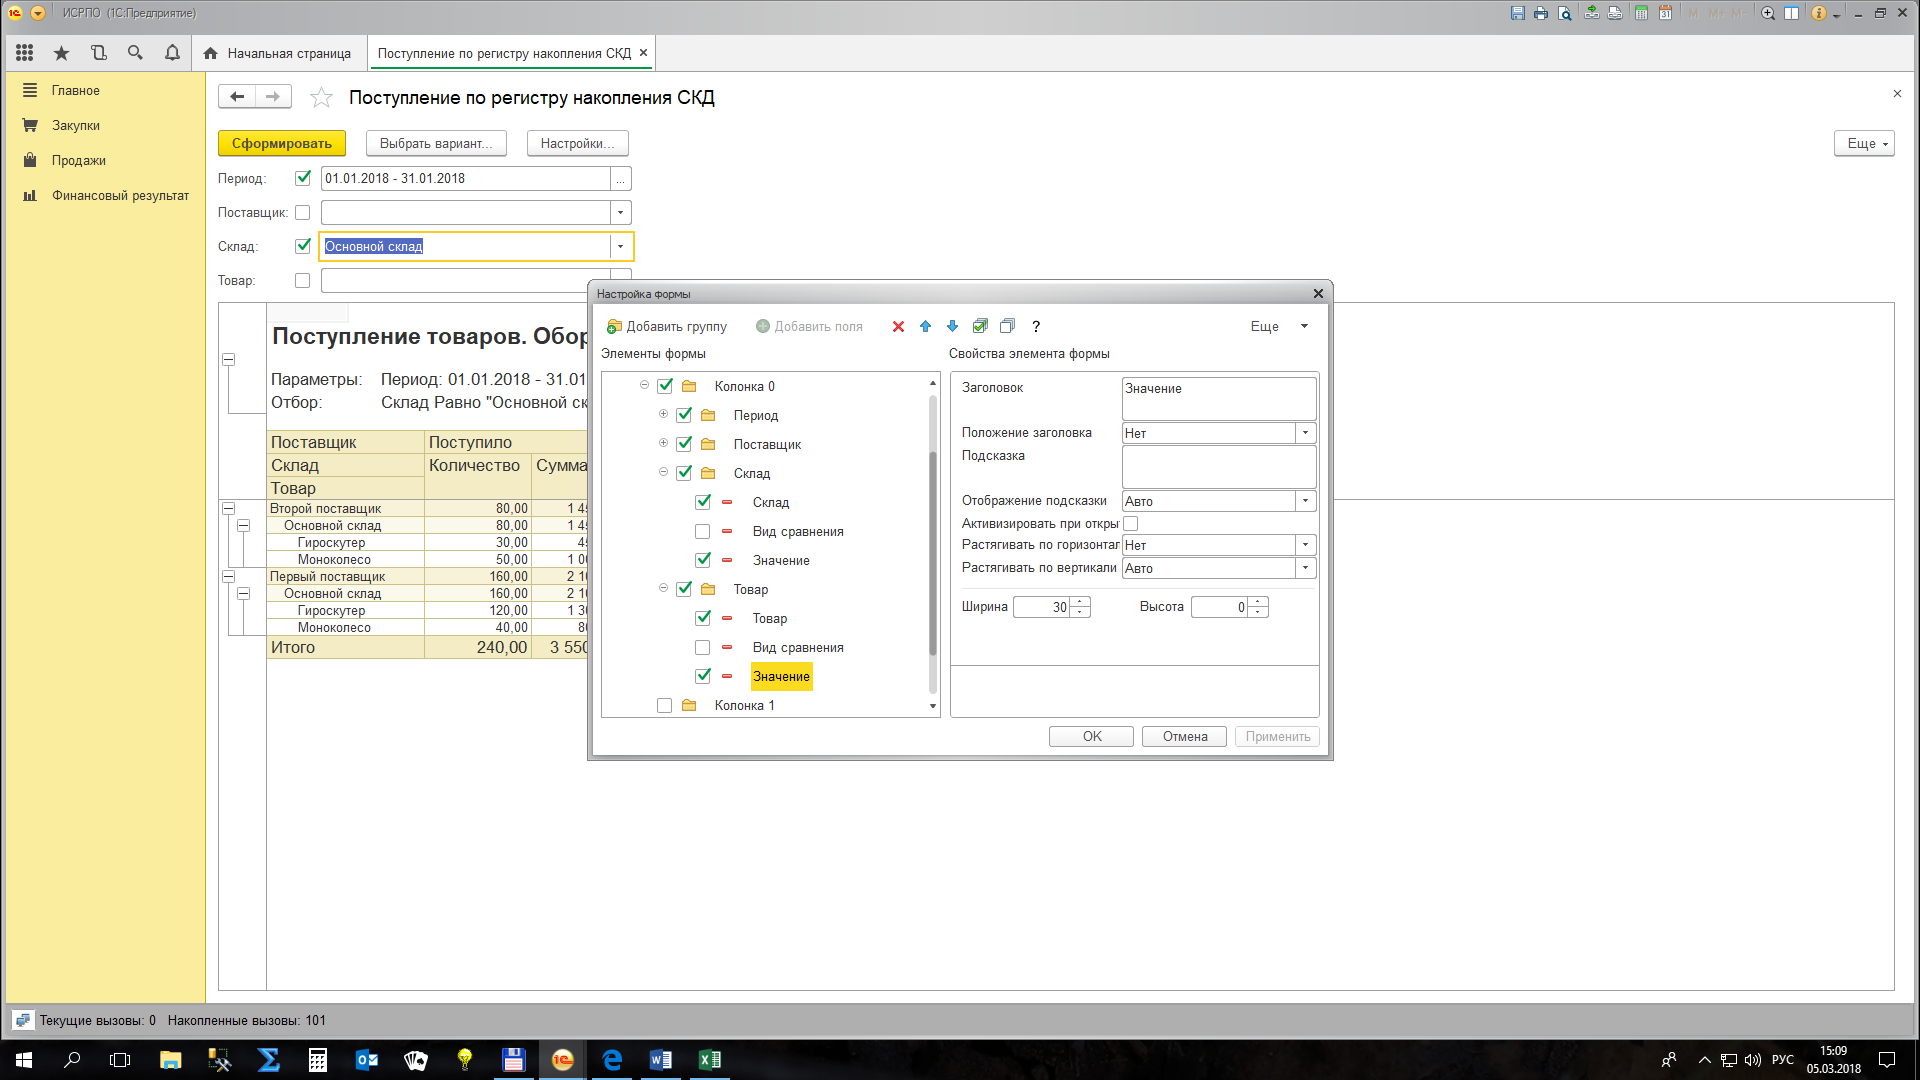 ИСРПО (1С:Предприятие)
M M+ M-
Начальная страница
Поступление по регистру накопления СКД
Главное
Закупки
Продажи
Финансовый результат
Поступление по регистру накопления СКД
Сформировать
Выбрать вариант...
Настройки...
Еще
Период:
01.01.2018 - 31.01.2018
...
Поставщик:
Склад:
Основной склад
Товар:
Поступление товаров.
Параметры: Период: 01.01.2018 -
Отбор: Склад Равно "Основной
Поставщик Поступило
Склад Количество Сумма
Товар
Второй поставщик 80,00
Основной склад 80,00
Гироскутер 30,00
Моноколесо 50,00
Первый поставщик 160,00
Основной склад 160,00
Гироскутер 120,00
Моноколесо 40,00
Итого 240,00 3 550
Настройка формы
Добавить группу
Добавить поля
?
Еще
Элементы формы
Колонка 0
Период
Поставщик
Склад
Склад
Вид сравнения
Значение
Товар
Товар
Вид сравнения
Значение
Колонка 1
Свойства элемента формы
Заголовок Значение
Положение заголовка Нет
Подсказка
Отображение подсказки Авто
Активизировать при откры
Растягивать по горизонтал Нет
Растягивать по вертикали Авто
Ширина 30 Высота 0
OK
Отмена
Применить
Текущие вызовы: 0 Накопленные вызовы: 101
РУС
15:09
05.03.2018